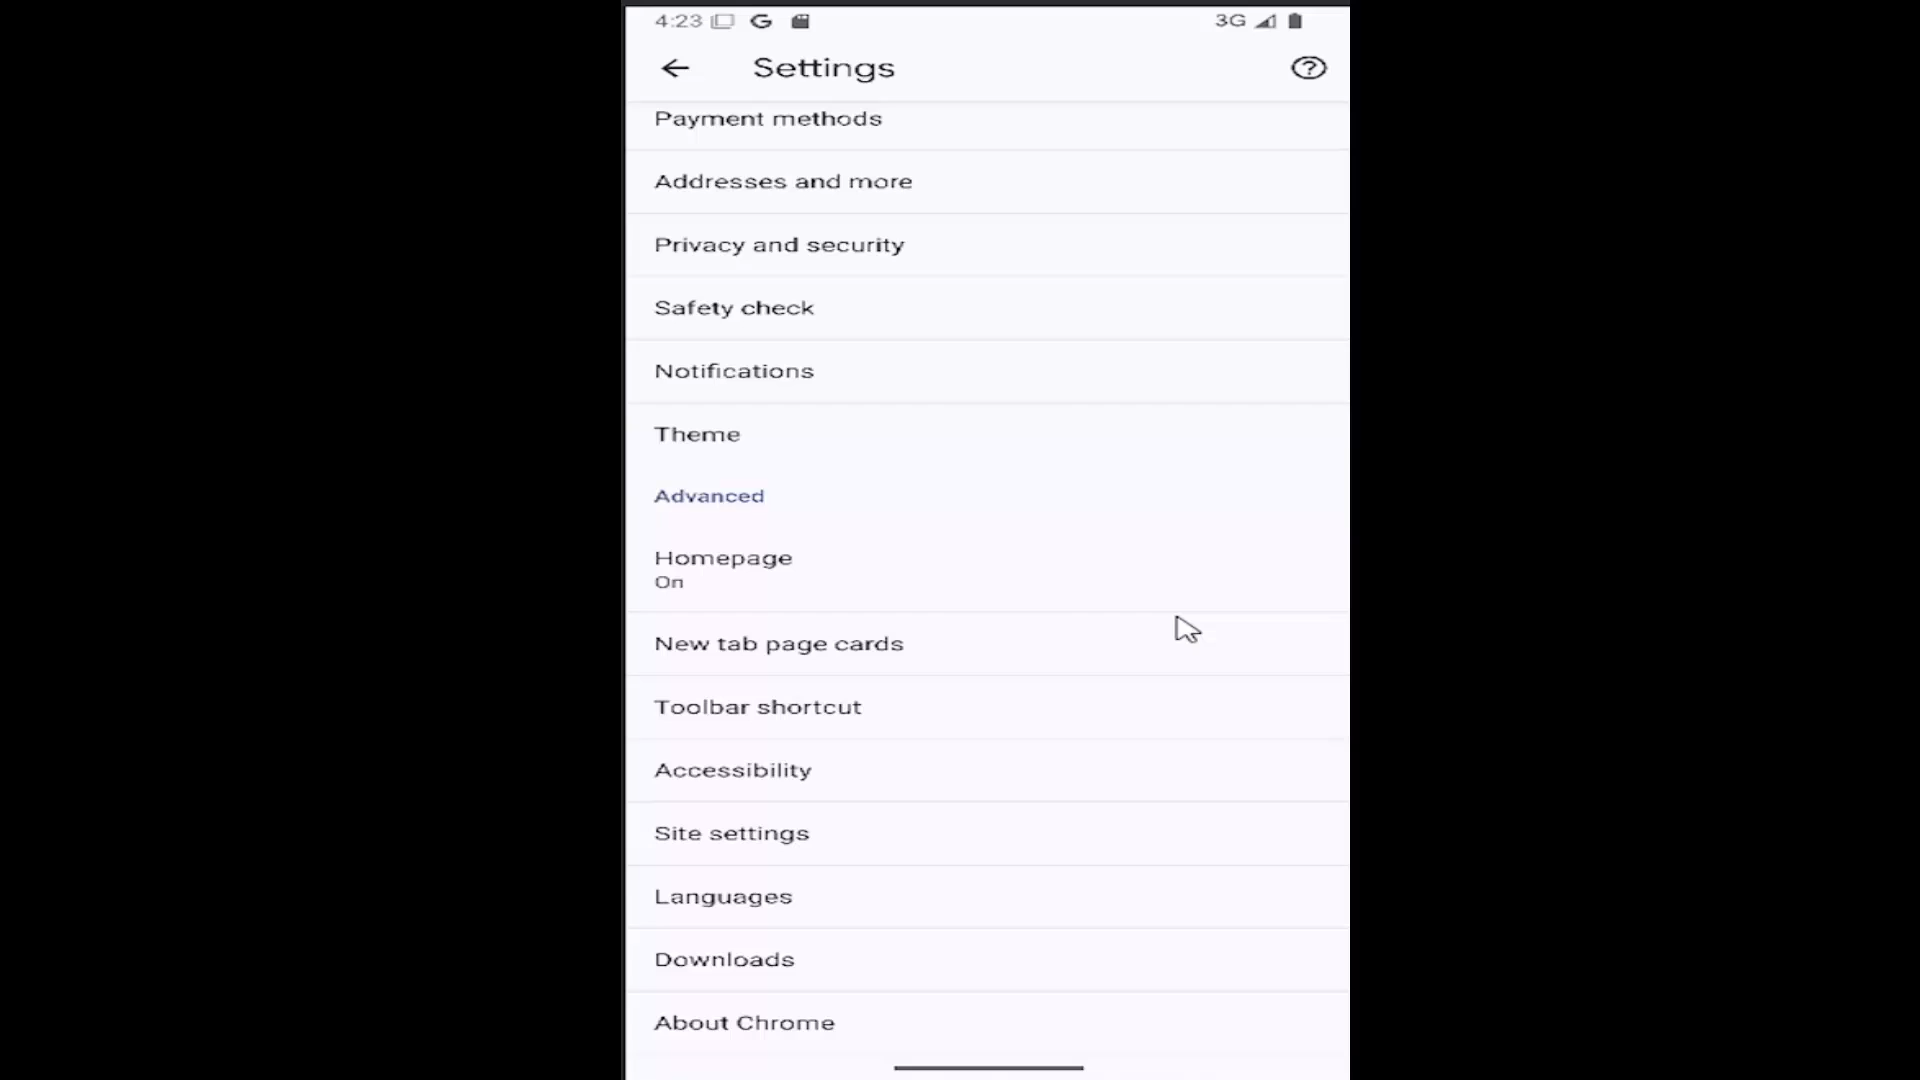 4:23 G 3G
Settings
Payment methods
Addresses and more
Privacy and security
Safety check
Notifications
Theme
Advanced
Homepage
On
New tab page cards
Toolbar shortcut
Accessibility
Site settings
Languages
Downloads
About Chrome